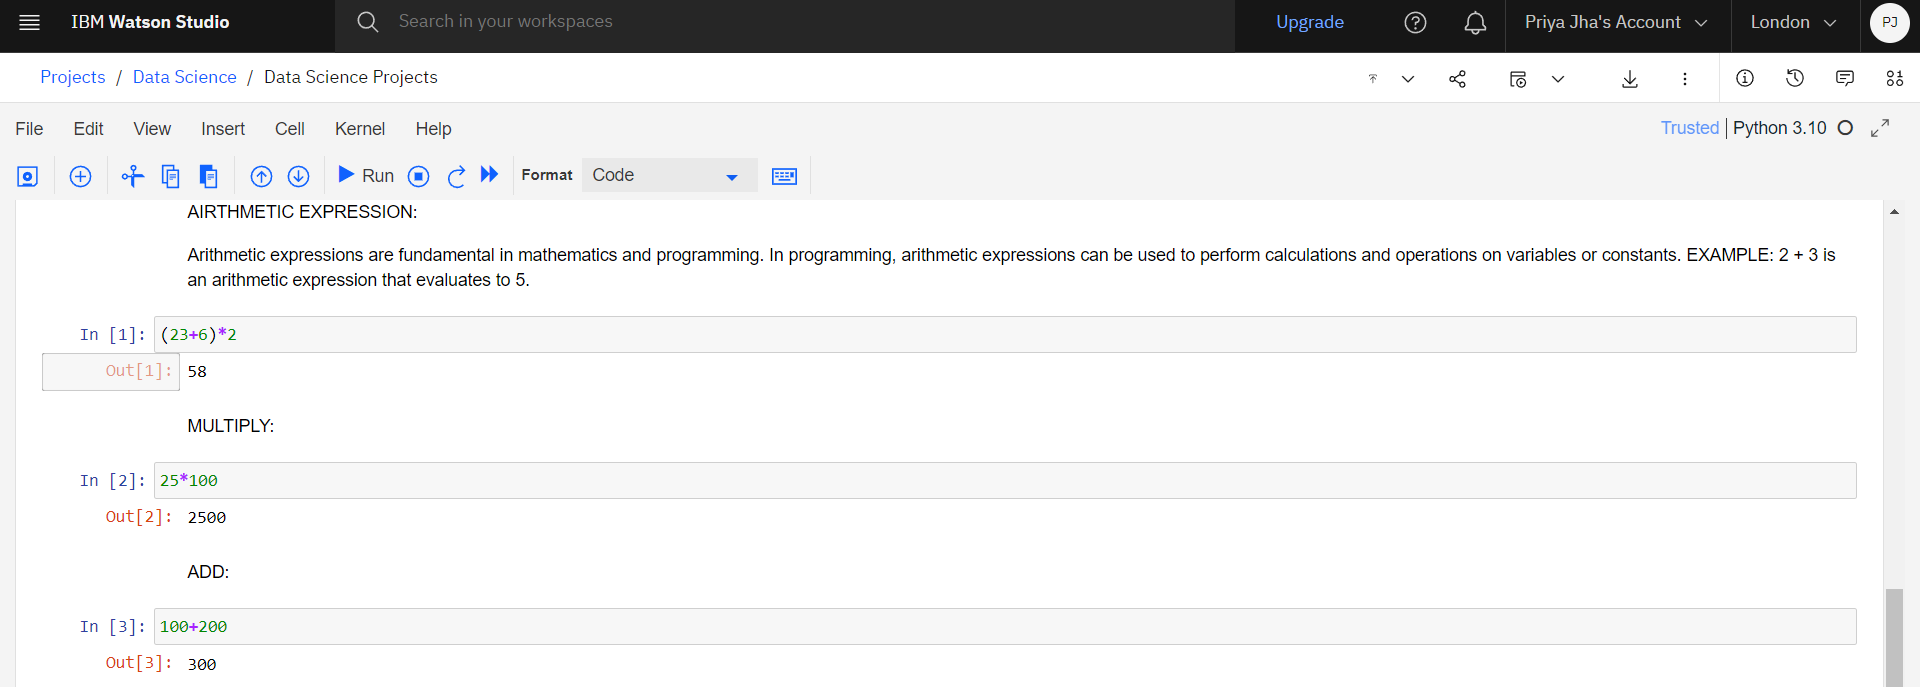 IBM Watson Studio
Search in your workspaces
Upgrade
Priya Jha's Account
London
PJ
Projects / Data Science / Data Science Projects
File Edit View Insert Cell Kernel Help
Trusted | Python 3.10
Run
Format
Code
AIRTHMETIC EXPRESSION:
Arithmetic expressions are fundamental in mathematics and programming. In programming, arithmetic expressions can be used to perform calculations and operations on variables or constants. EXAMPLE: 2 + 3 is
an arithmetic expression that evaluates to 5.
In [1]: (23+6)*2
Out[1]: 58
MULTIPLY:
In [2]: 25*100
Out[2]: 2500
ADD:
In [3]: 100+200
Out[3]: 300